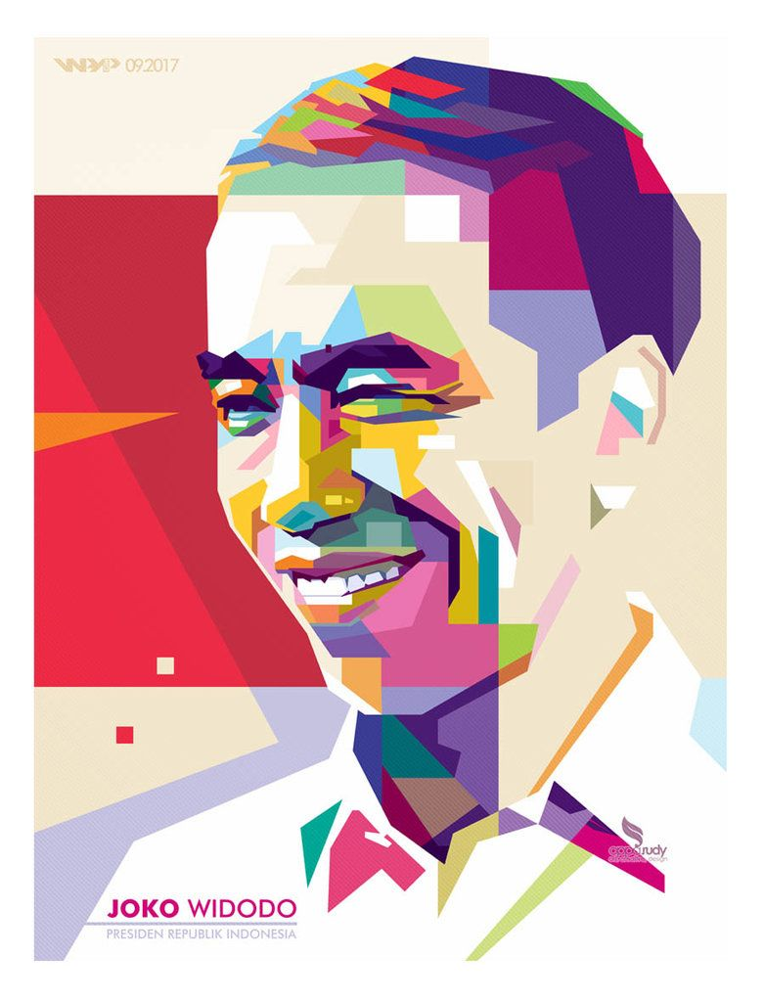 WPAP 09.2017
JOKO WIDODO
PRESIDEN REPUBLIK INDONESIA